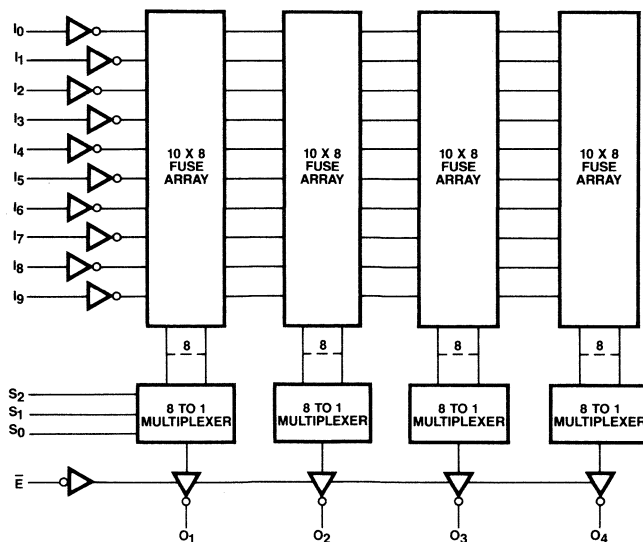 I0
I1
I2
I3
I4
I5
I6
I7
I8
I9
10 X 8
FUSE
ARRAY
10 X 8
FUSE
ARRAY
10 X 8
FUSE
ARRAY
10 X 8
FUSE
ARRAY
8
8
8
8
S2
S1
S0
8 TO 1
MULTIPLEXER
8 TO 1
MULTIPLEXER
8 TO 1
MULTIPLEXER
8 TO 1
MULTIPLEXER
E̅
O1
O2
O3
O4